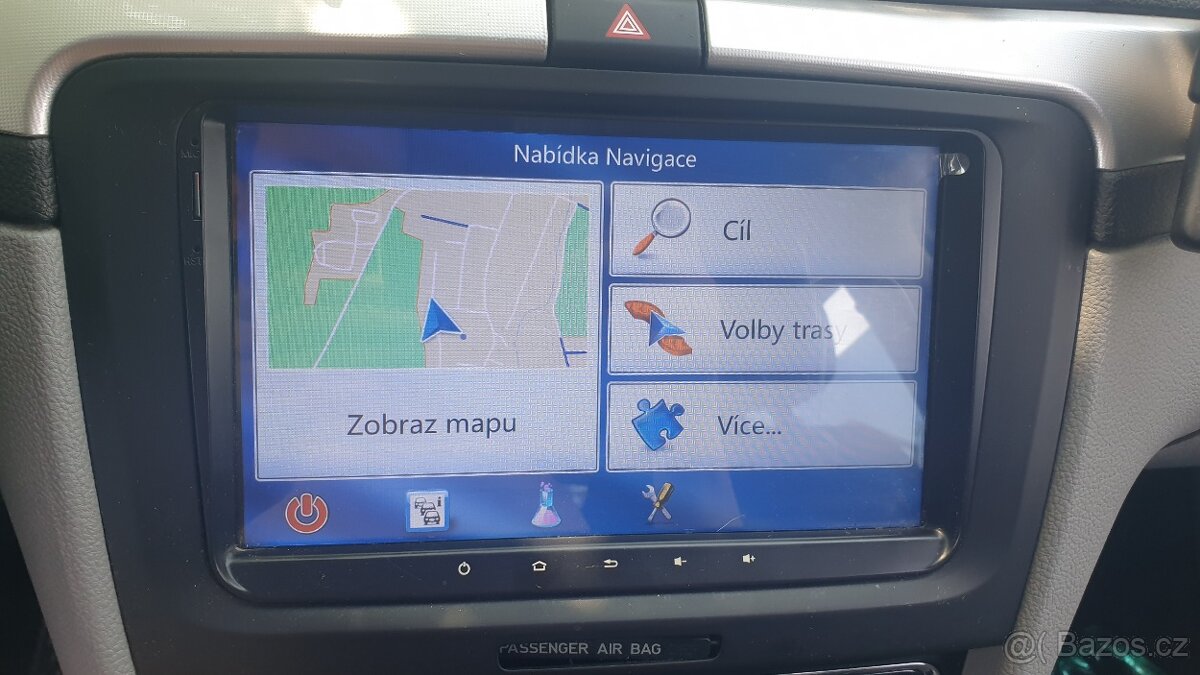 Nabídka Navigace
Cíl
Volby trasy
Zobraz mapu
Více...
i
PASSENGER AIR BAG
@( Bazos.cz